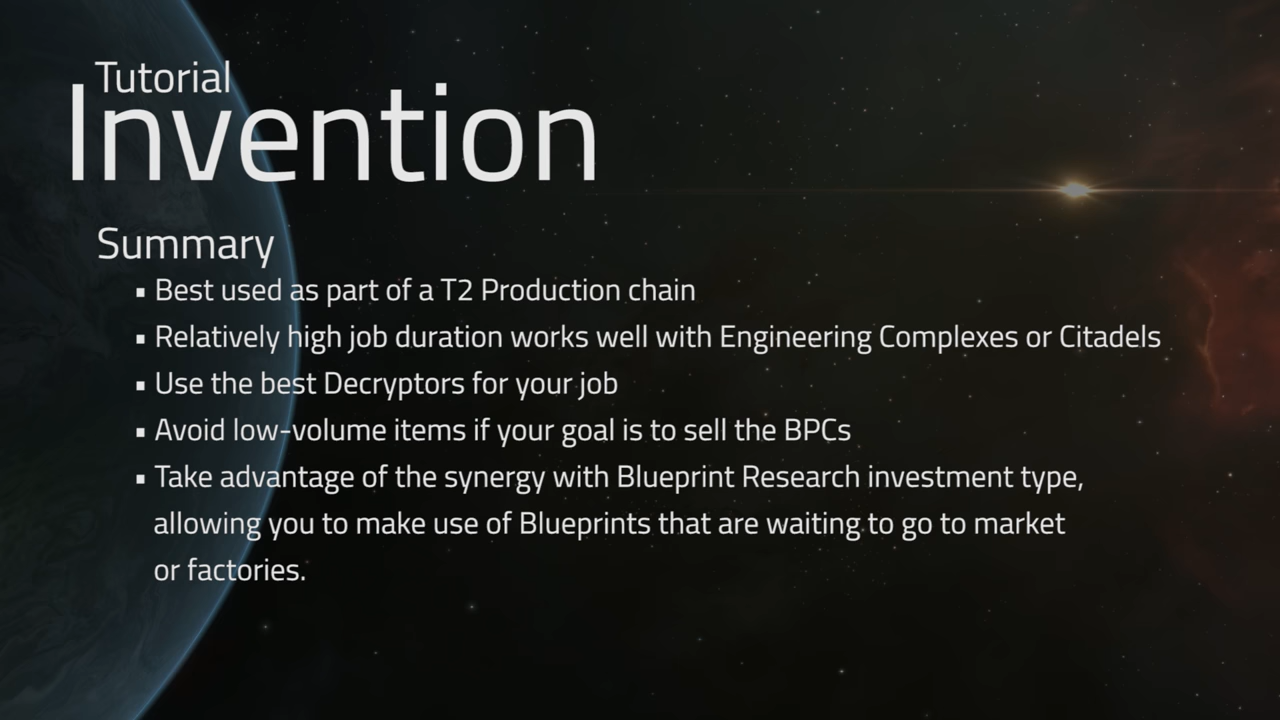 Tutorial
Invention
Summary
▪ Best used as part of a T2 Production chain
▪ Relatively high job duration works well with Engineering Complexes or Citadels
▪ Use the best Decryptors for your job
▪ Avoid low-volume items if your goal is to sell the BPCs
▪ Take advantage of the synergy with Blueprint Research investment type,
allowing you to make use of Blueprints that are waiting to go to market
or factories.